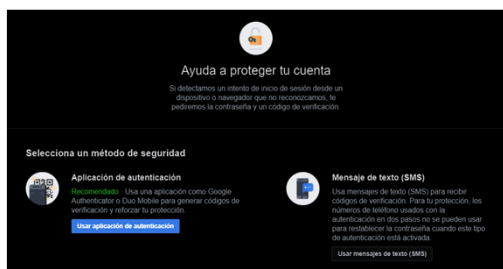 Ayuda a proteger tu cuenta
Si detectamos un intento de inicio de sesión desde un
dispositivo o navegador que no reconozcamos, te
pediremos la contraseña y un código de verificación.
Selecciona un método de seguridad
Aplicación de autenticación
Recomendado · Usa una aplicación como Google
Authenticator o Duo Mobile para generar códigos de
verificación y reforzar tu protección.
Usar aplicación de autenticación
Mensaje de texto (SMS)
Usa mensajes de texto (SMS) para recibir
códigos de verificación. Para tu protección, los
números de teléfono usados con la
autenticación en dos pasos no se pueden usar
para restablecer la contraseña cuando este tipo
de autenticación está activada.
Usar mensajes de texto (SMS)